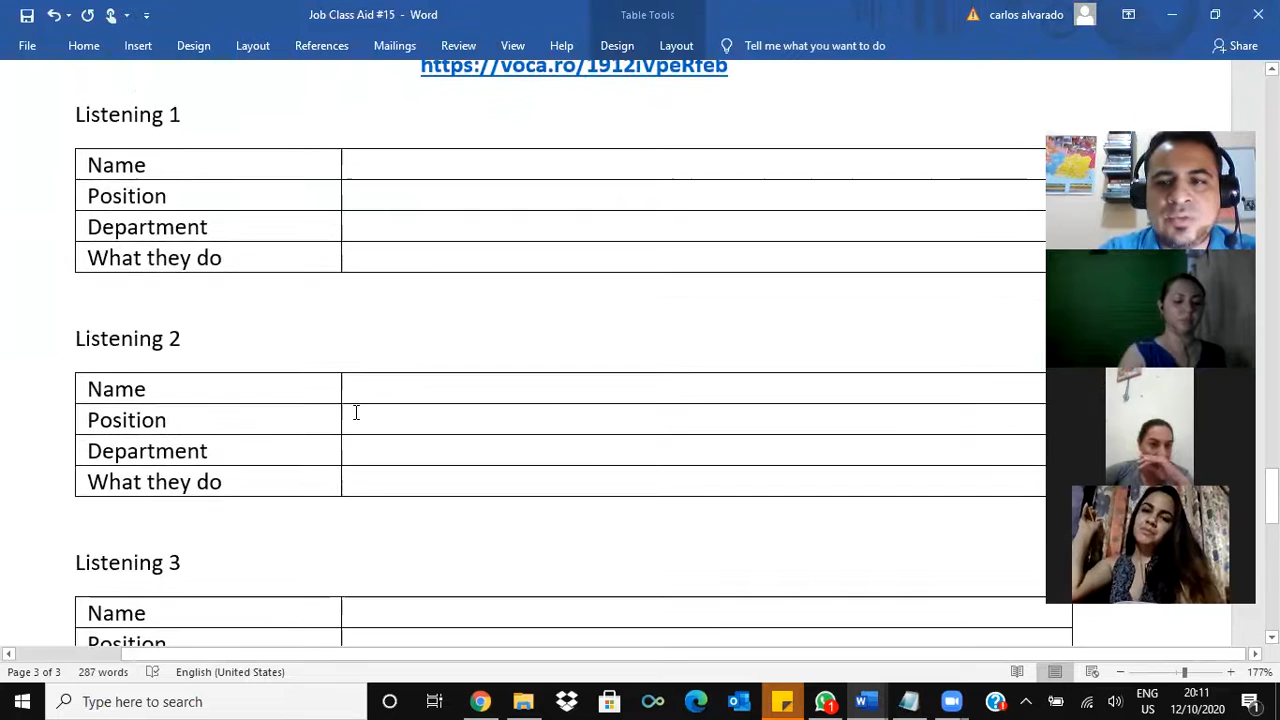 Job Class Aid #15 - Word
Table Tools
carlos alvarado
File Home Insert Design Layout References Mailings Review View Help Design Layout Tell me what you want to do Share
https://voca.ro/1912iVpeRfeb
Listening 1
Name
Position
Department
What they do
Listening 2
Name
Position
Department
What they do
Listening 3
Name
Position
Page 3 of 3 287 words English (United States) 177%
Type here to search
ENG
US
20:11
12/10/2020
1
1